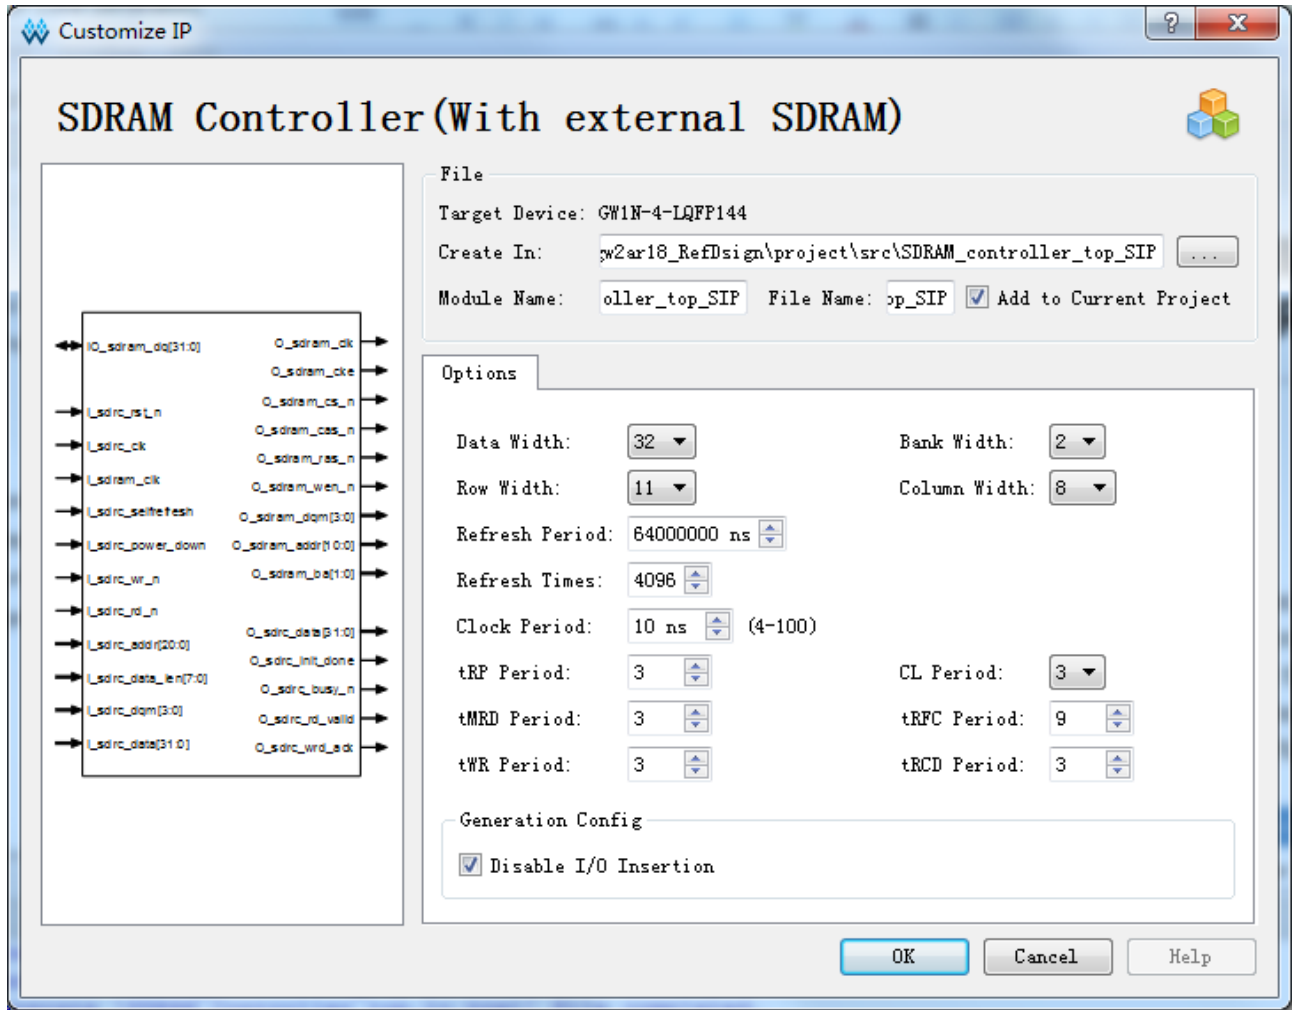 Customize IP
SDRAM Controller(With external SDRAM)
File
Target Device: GW1N-4-LQFP144
Create In: gw2ar18_RefDsign\project\src\SDRAM_controller_top_SIP ...
Module Name: oller_top_SIP File Name: op_SIP Add to Current Project
IO_sdram_dq[31:0] O_sdram_clk
O_sdram_cke
I_sdrc_rst_n O_sdram_cs_n
I_sdrc_clk O_sdram_cas_n
O_sdram_ras_n
I_sdram_clk O_sdram_wen_n
I_sdrc_selfrefresh O_sdram_dqm[3:0]
I_sdrc_power_down O_sdram_addr[10:0]
I_sdrc_wr_n O_sdram_ba[1:0]
I_sdrc_rd_n
I_sdrc_addr[20:0] O_sdrc_data[31:0]
O_sdrc_init_done
I_sdrc_data_len[7:0] O_sdrc_busy_n
I_sdrc_dqm[3:0] O_sdrc_rd_valid
I_sdrc_data[31:0] O_sdrc_wrd_ack
Options
Data Width: 32 Bank Width: 2
Row Width: 11 Column Width: 8
Refresh Period: 64000000 ns
Refresh Times: 4096
Clock Period: 10 ns (4-100)
tRP Period: 3 CL Period: 3
tMRD Period: 3 tRFC Period: 9
tWR Period: 3 tRCD Period: 3
Generation Config
Disable I/O Insertion
OK Cancel Help